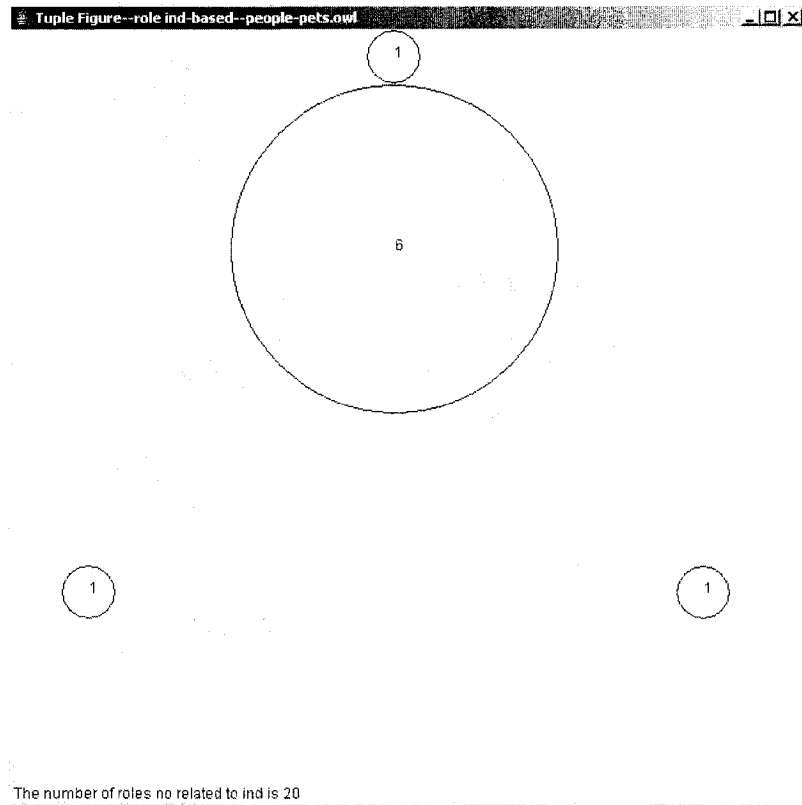 Tuple Figure--role ind-based--people-pets.owl
1
6
1
1
The number of roles no related to ind is 20